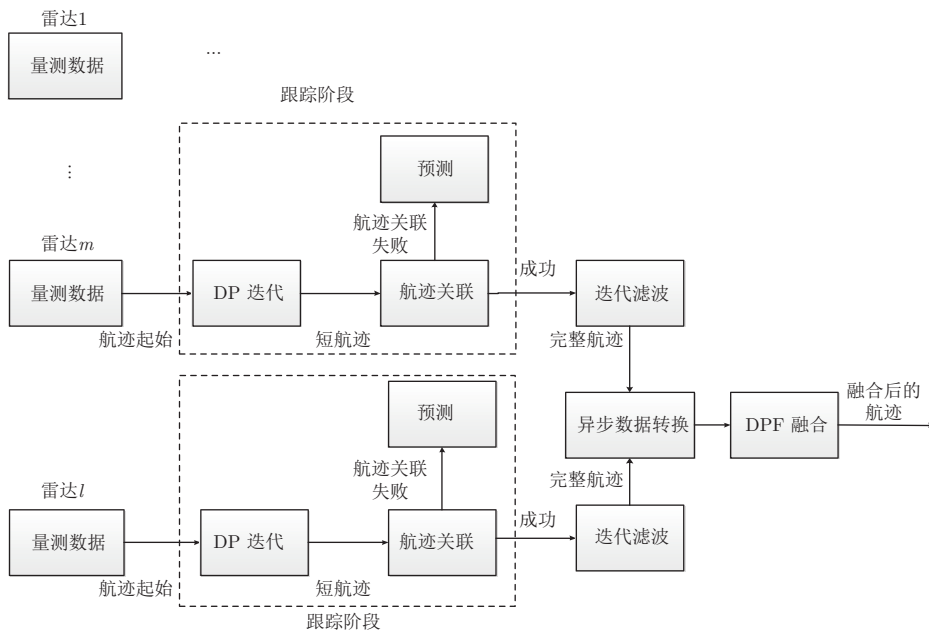 雷达1
量测数据
...
跟踪阶段
预测
⋮
航迹关联
失败
雷达m
成功
量测数据
DP 迭代
航迹关联
迭代滤波
航迹起始
短航迹
完整航迹
预测
异步数据转换
DPF 融合
融合后的
航迹
航迹关联
失败
完整航迹
雷达l
成功
量测数据
DP 迭代
航迹关联
迭代滤波
航迹起始
短航迹
跟踪阶段